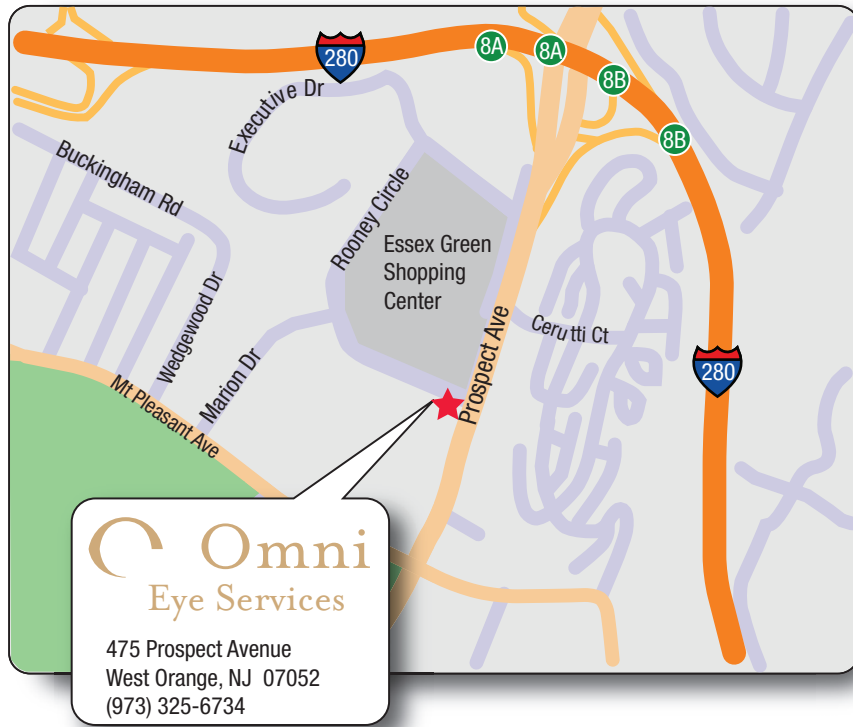 280
8A
8A
8B
8B
Executive Dr
Buckingham Rd
Rooney Circle
Essex Green
Shopping
Center
Wedgewood Dr
Marion Dr
Cerutti Ct
Prospect Ave
280
Mt Pleasant Ave
Omni
Eye Services
475 Prospect Avenue
West Orange, NJ 07052
(973) 325-6734